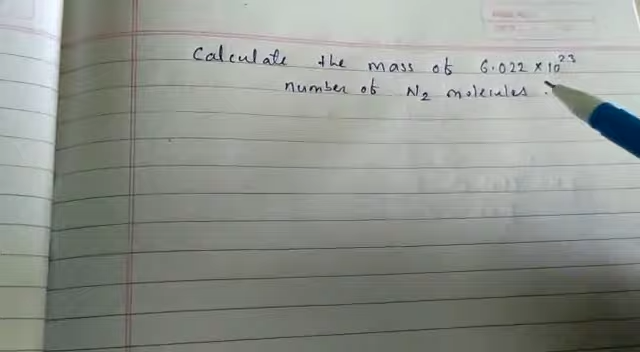 Calculate the mass of 6.022 × 10²³
number of N₂ molecules.